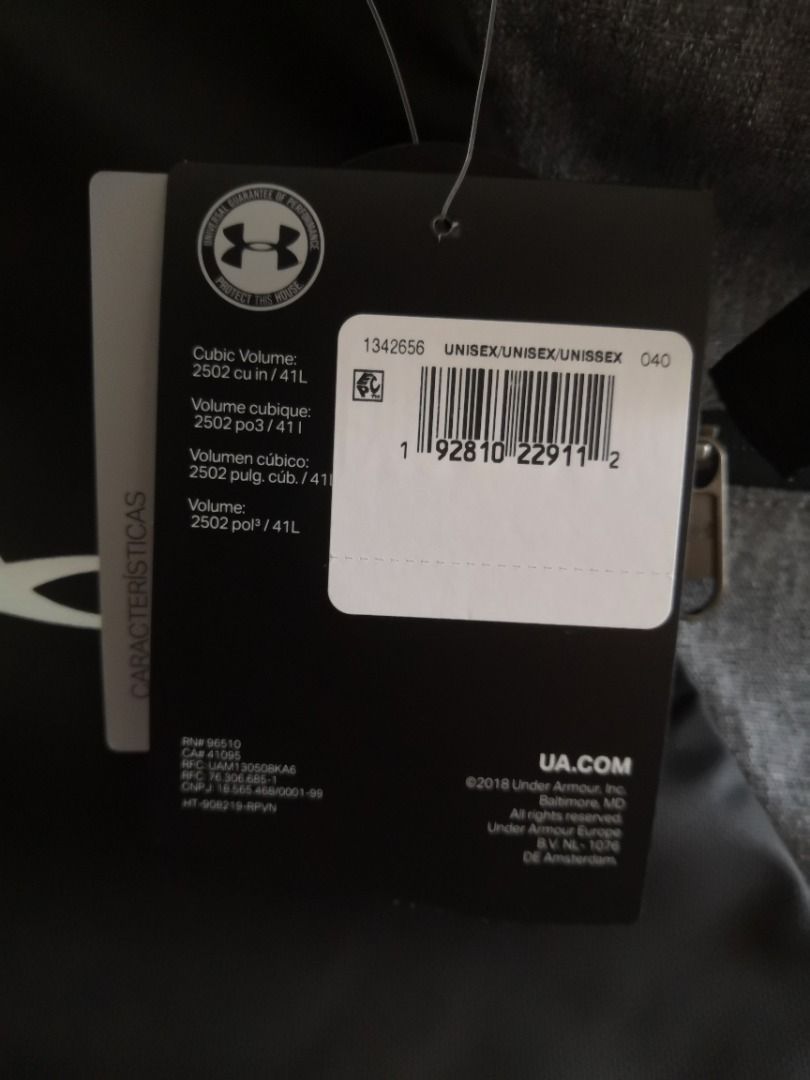 UNIVERSAL GUARANTEE OF PERFORMANCE
PROTECT THIS HOUSE
Cubic Volume:
2502 cu in / 41L
Volume cubique:
2502 po3 / 41 l
Volumen cúbico:
2502 pulg. cúb. / 41l
Volume:
2502 pol³ / 41L
1342656 UNISEX/UNISEX/UNISSEX 040
EPC
1 92810 22911 2
CARACTERÍSTICAS
RN# 96510
CA# 41095
RFC: UAM130508KA6
RFC: 76.306.685-1
CNPJ: 18.565.468/0001-99
HT-908219-RPVN
UA.COM
©2018 Under Armour, Inc.
Baltimore, MD
All rights reserved.
Under Armour Europe
B.V. NL - 1076
DE Amsterdam.